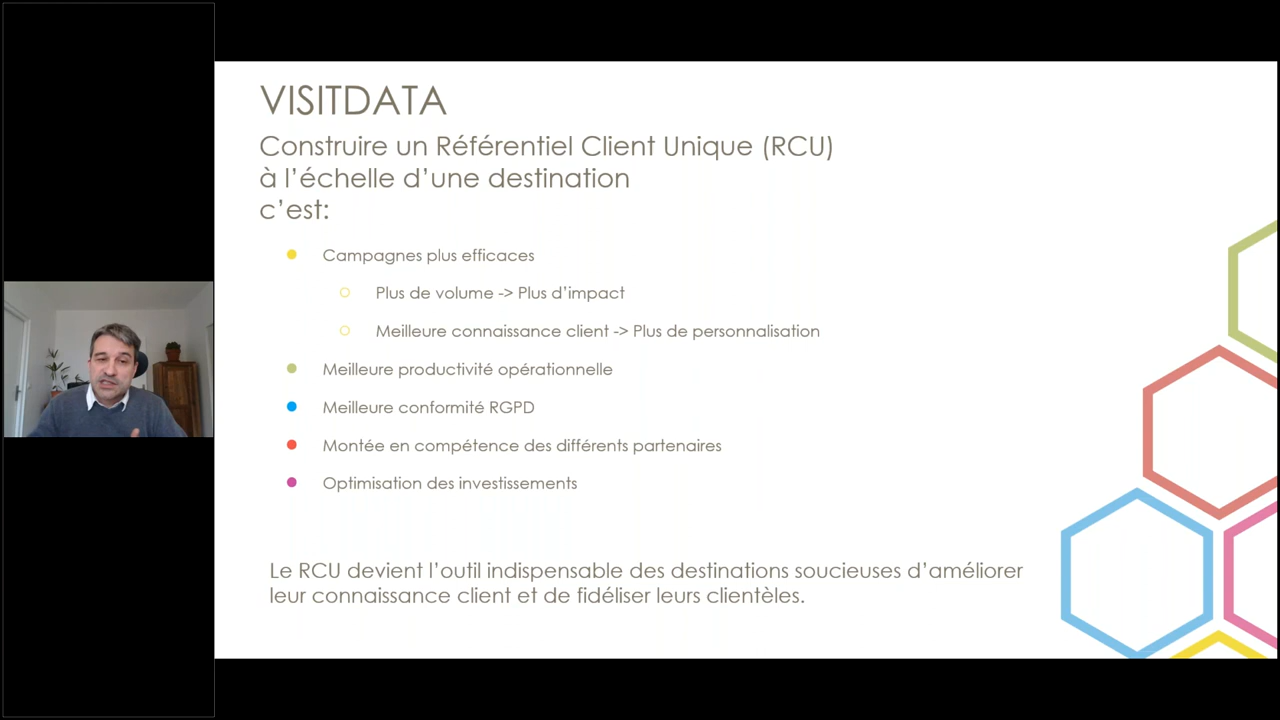 VISITDATA
Construire un Référentiel Client Unique (RCU)
à l'échelle d'une destination
c'est:
Campagnes plus efficaces
Plus de volume -> Plus d'impact
Meilleure connaissance client -> Plus de personnalisation
Meilleure productivité opérationnelle
Meilleure conformité RGPD
Montée en compétence des différents partenaires
Optimisation des investissements
Le RCU devient l'outil indispensable des destinations soucieuses d'améliorer
leur connaissance client et de fidéliser leurs clientèles.